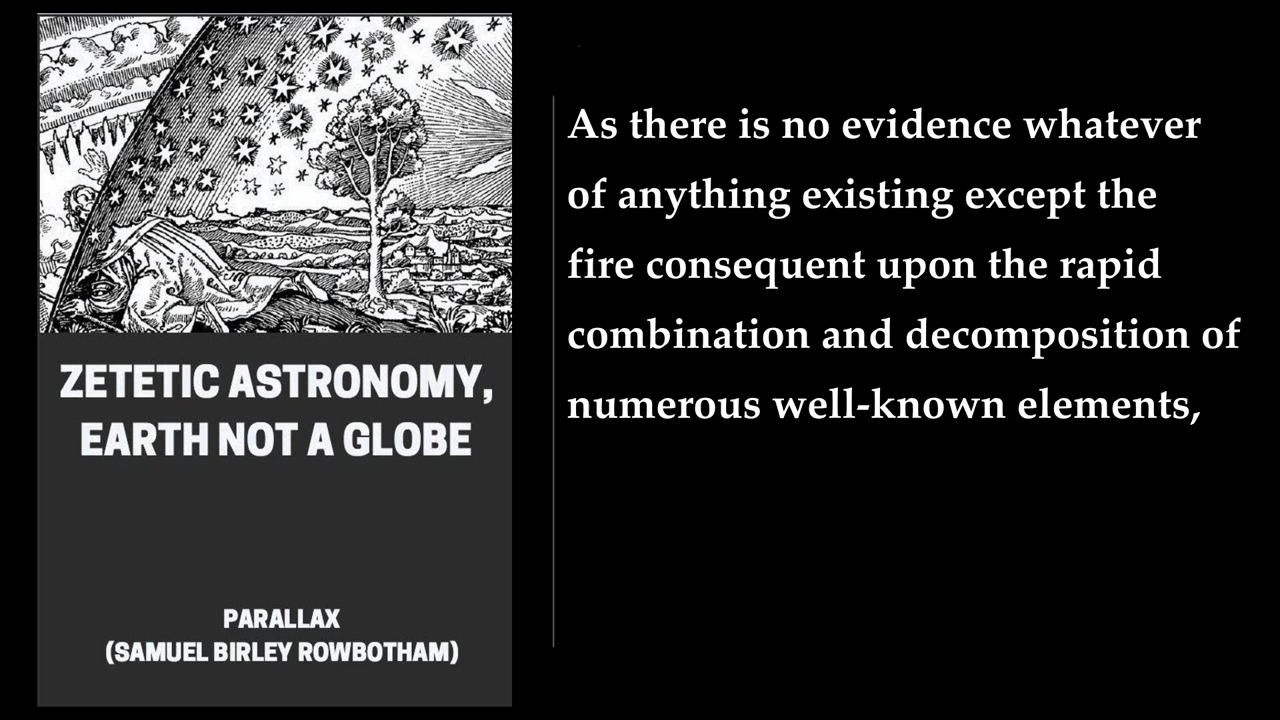 ZETETIC ASTRONOMY,
EARTH NOT A GLOBE
PARALLAX
(SAMUEL BIRLEY ROWBOTHAM)
As there is no evidence whatever
of anything existing except the
fire consequent upon the rapid
combination and decomposition of
numerous well-known elements,